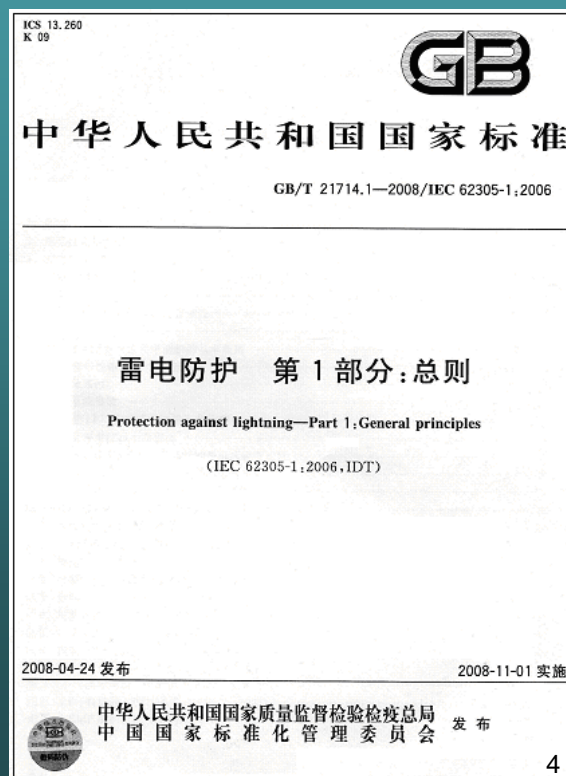 ICS 13.260
K 09
GB
中华人民共和国国家标准
GB/T 21714.1—2008/IEC 62305-1:2006
雷电防护 第1部分:总则
Protection against lightning—Part 1:General principles
(IEC 62305-1:2006,IDT)
2008-04-24 发布
2008-11-01 实施
中华人民共和国国家质量监督检验检疫总局
中国国家标准化管理委员会
发布
4